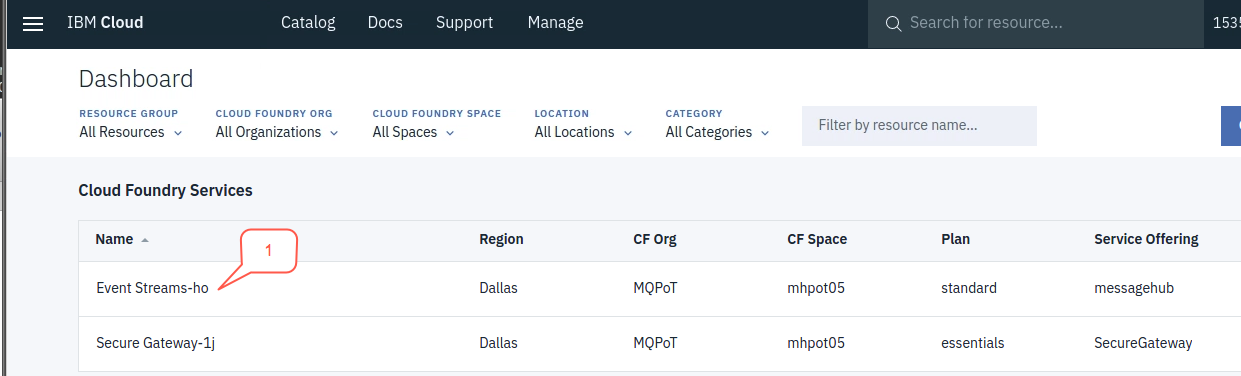 IBM Cloud Catalog Docs Support Manage Search for resource... 1535
Dashboard
RESOURCE GROUP CLOUD FOUNDRY ORG CLOUD FOUNDRY SPACE LOCATION CATEGORY
All Resources All Organizations All Spaces All Locations All Categories Filter by resource name...
Cloud Foundry Services
Name Region CF Org CF Space Plan Service Offering
1
Event Streams-ho Dallas MQPoT mhpot05 standard messagehub
Secure Gateway-1j Dallas MQPoT mhpot05 essentials SecureGateway